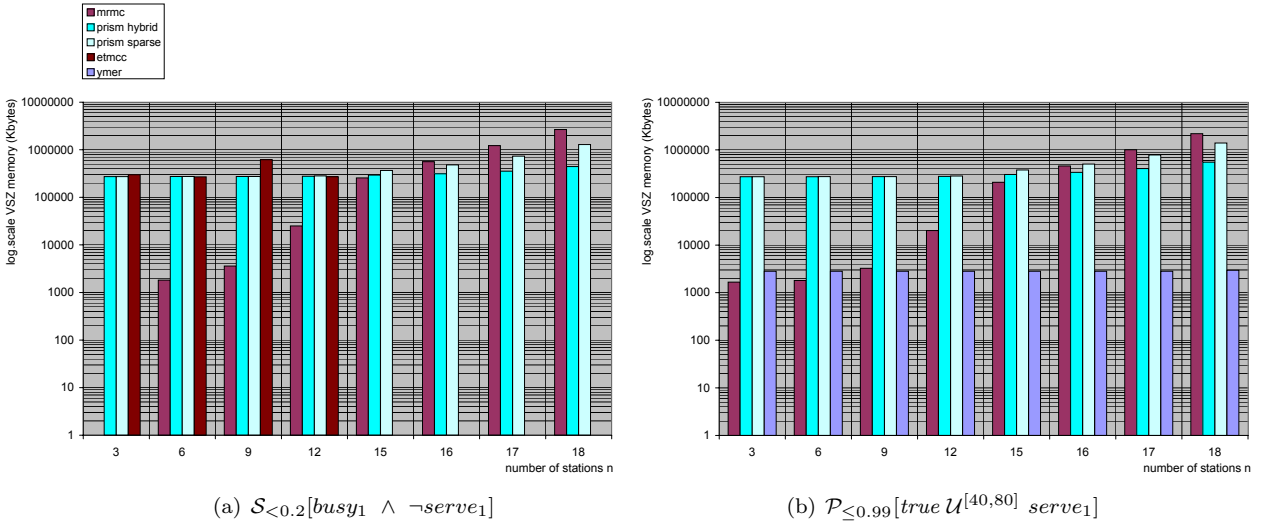 mrmc
prism hybrid
prism sparse
etmcc
ymer
log.scale VSZ memory (Kbytes)
10000000
1000000
100000
10000
1000
100
10
1
3 6 9 12 15 16 17 18
number of stations n
(a) S<0.2[busy1 ∧ ¬serve1]
log.scale VSZ memory (Kbytes)
10000000
1000000
100000
10000
1000
100
10
1
3 6 9 12 15 16 17 18
number of stations n
(b) P≤0.99[true U[40,80] serve1]